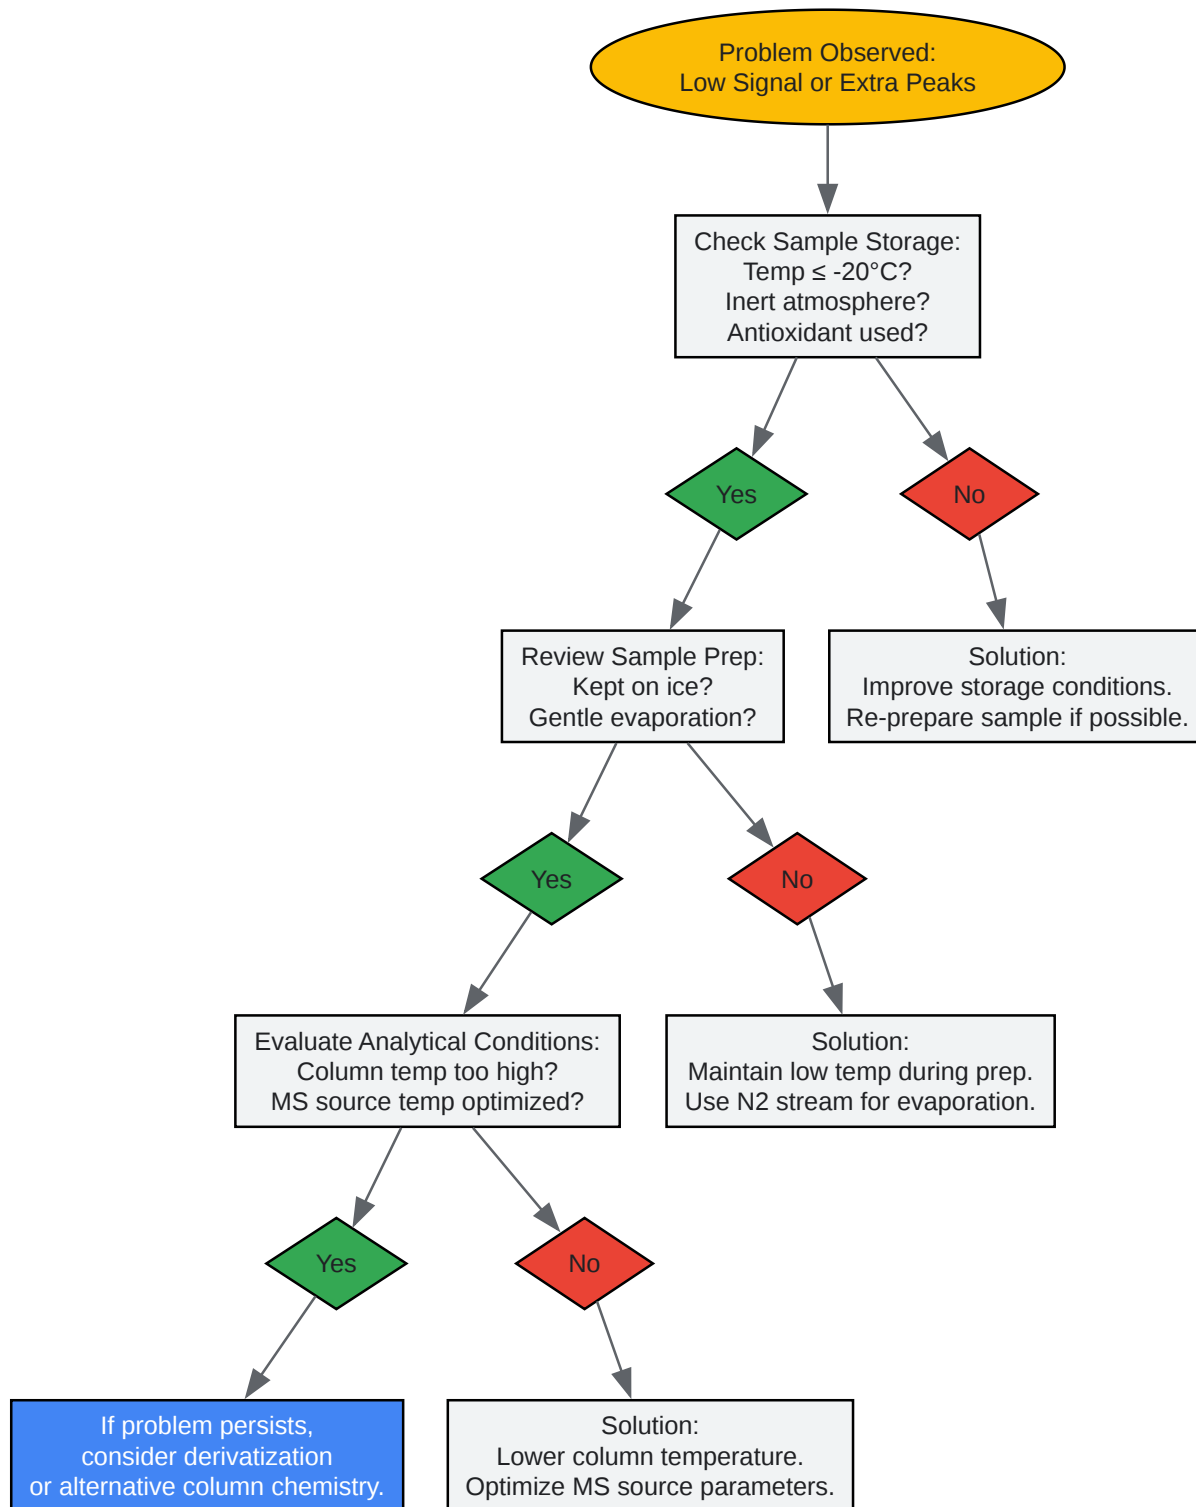 Problem Observed:
Low Signal or Extra Peaks
Check Sample Storage:
Temp ≤ -20°C?
Inert atmosphere?
Antioxidant used?
Yes
No
Review Sample Prep:
Kept on ice?
Gentle evaporation?
Solution:
Improve storage conditions.
Re-prepare sample if possible.
Yes
No
Evaluate Analytical Conditions:
Column temp too high?
MS source temp optimized?
Solution:
Maintain low temp during prep.
Use N2 stream for evaporation.
Yes
No
If problem persists,
consider derivatization
or alternative column chemistry.
Solution:
Lower column temperature.
Optimize MS source parameters.